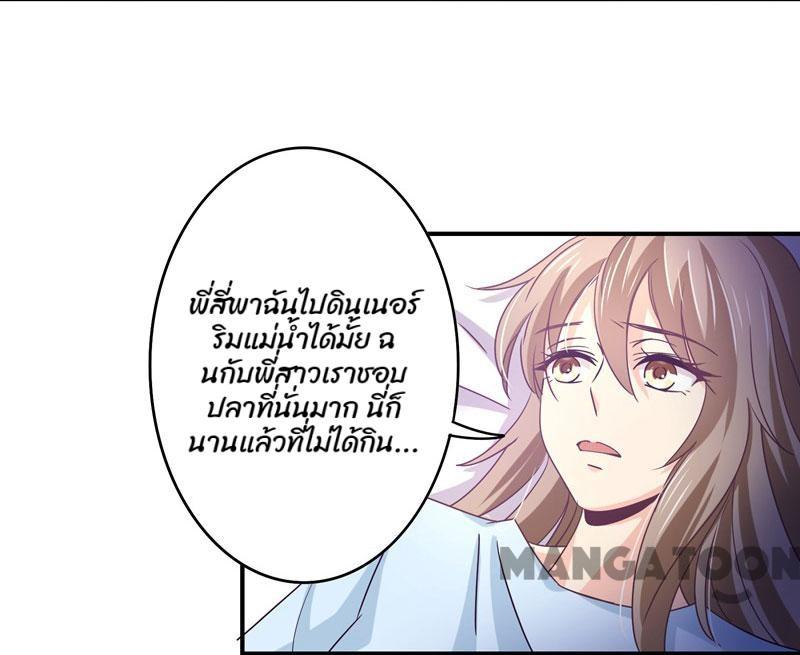 พี่สี่พาฉันไปดินเนอร์
ริมแม่น้ำได้มั้ย ฉ
นกับพี่สาวเราชอบ
ปลาที่นั่นมาก นี่ก็
นานแล้วที่ไม่ได้กิน...
MANGATOON